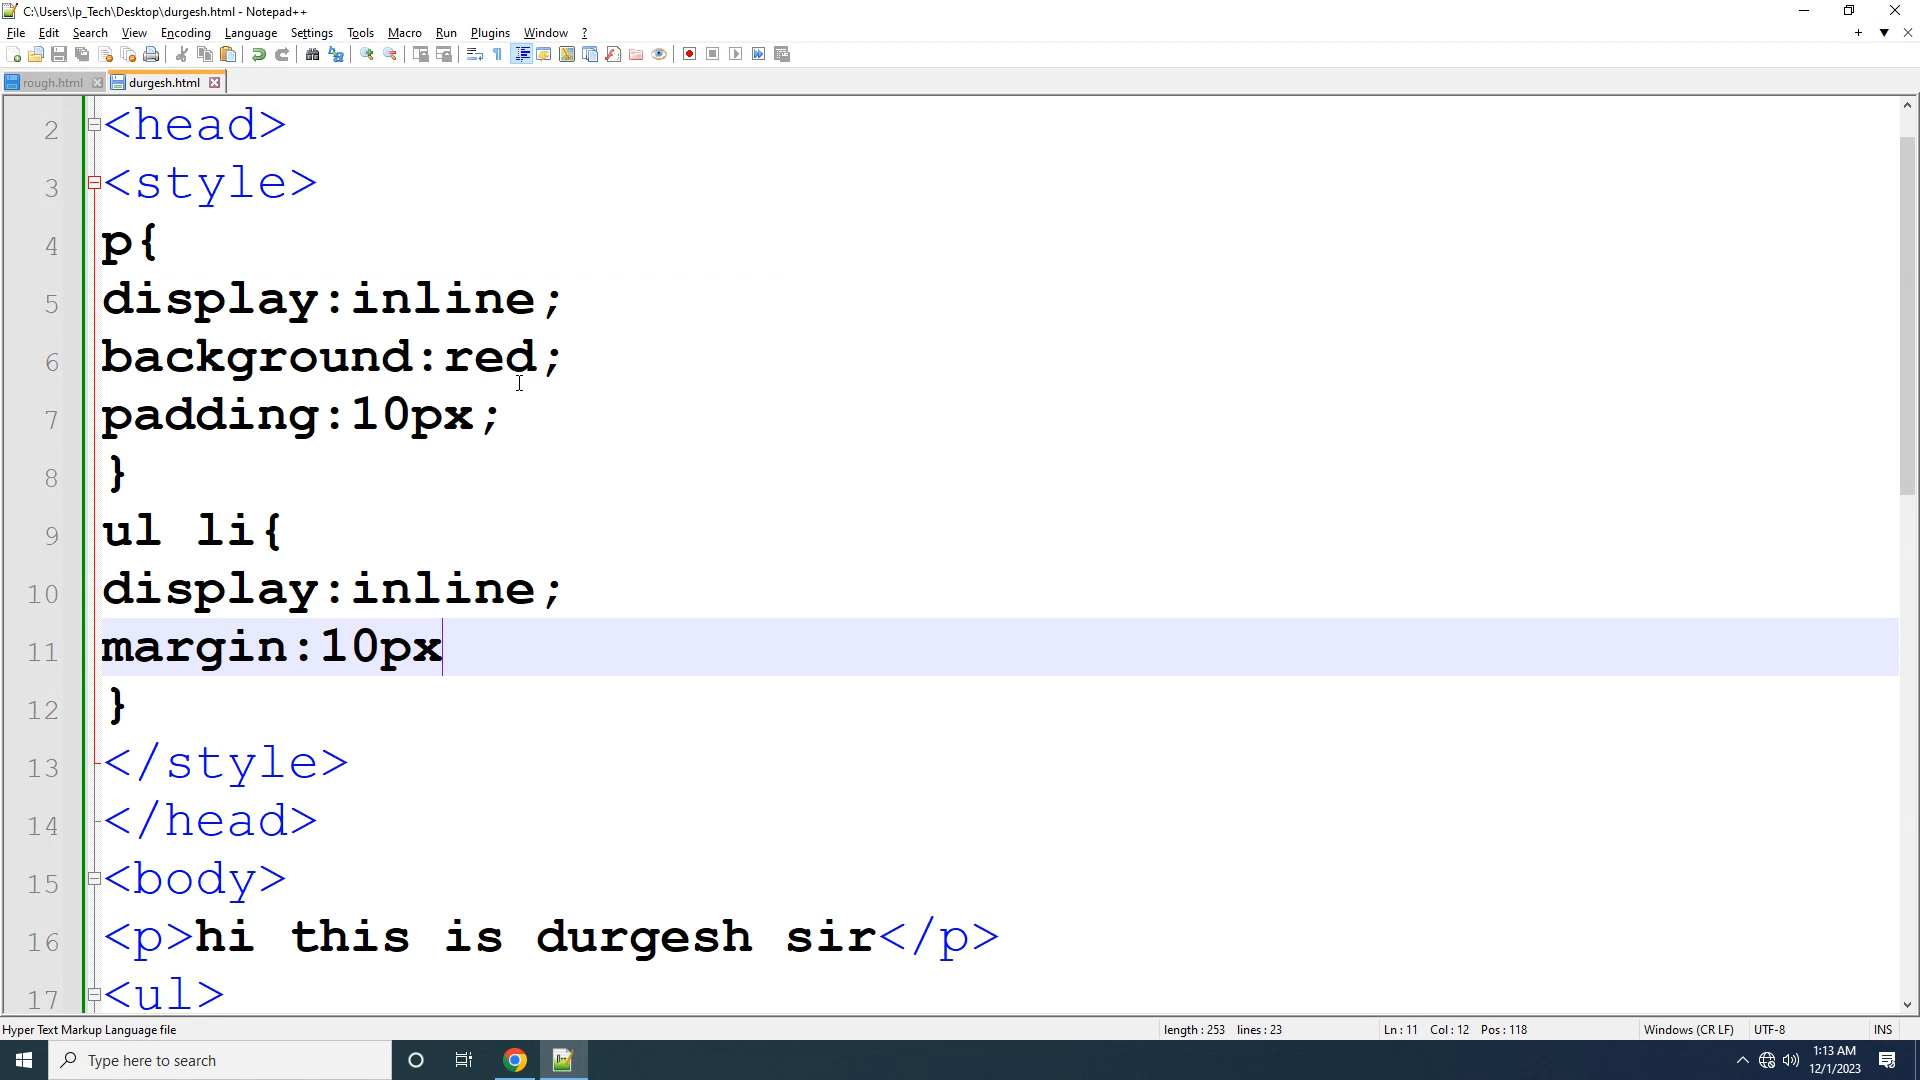 C:\Users\lp_Tech\Desktop\durgesh.html - Notepad++
File Edit Search View Encoding Language Settings Tools Macro Run Plugins Window ?
rough.html durgesh.html
2 <head>
3 <style>
4 p{
5 display:inline;
6 background:red;
7 padding:10px;
8 }
9 ul li{
10 display:inline;
11 margin:10px
12 }
13 </style>
14 </head>
15 <body>
16 <p>hi this is durgesh sir</p>
17 <ul>
Hyper Text Markup Language file length : 253 lines : 23 Ln : 11 Col : 12 Pos : 118 Windows (CR LF) UTF-8 INS
Type here to search
1:13 AM
12/1/2023